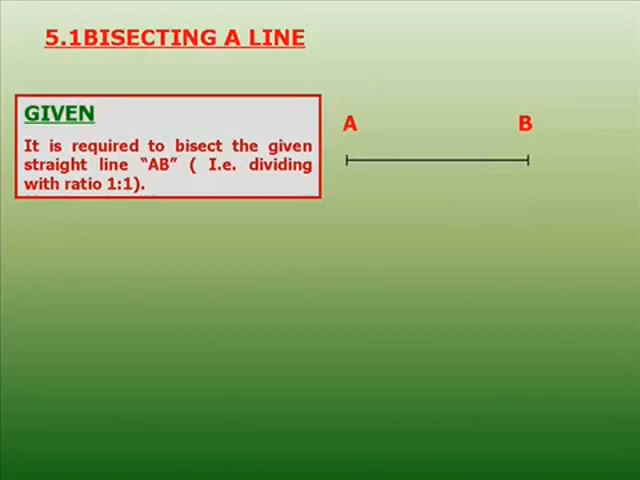 5.1BISECTING A LINE
GIVEN
It is required to bisect the given
straight line “AB” ( I.e. dividing
with ratio 1:1).
A B